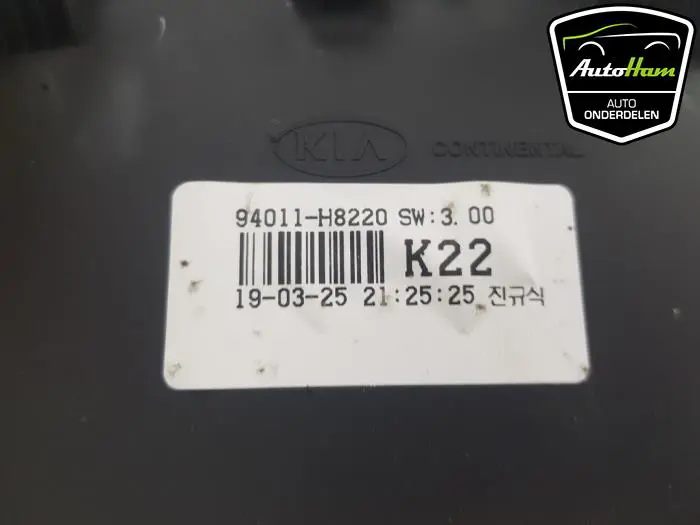 AutoHam
AUTO
ONDERDELEN
KIA CONTINENTAL
94011-H8220 SW:3.00
K22
19-03-25 21:25:25 진규식